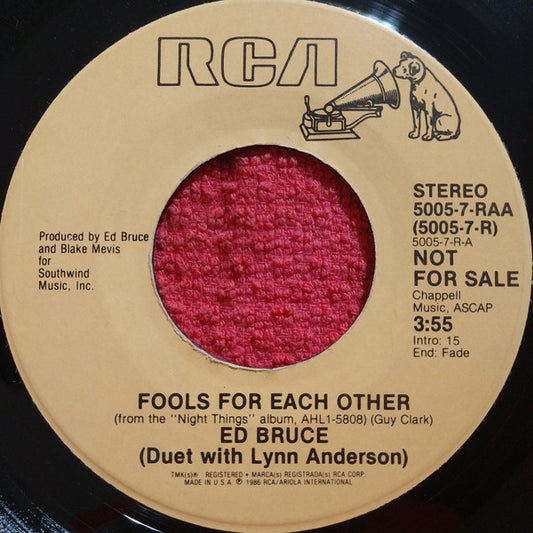 RCA
STEREO
5005-7-RAA
(5005-7-R)
5005-7-R-A
NOT
FOR SALE
Chappell
Music, ASCAP
3:55
Intro: 15
End: Fade
Produced by Ed Bruce
and Blake Mevis
for
Southwind
Music, Inc.
FOOLS FOR EACH OTHER
(from the "Night Things" album, AHL1-5808) (Guy Clark)
ED BRUCE
(Duet with Lynn Anderson)
TMK(s)® REGISTERED • MARCA(s) REGISTRADA(s) RCA CORP
MADE IN U.S.A ℗ 1986 RCA/ARIOLA INTERNATIONAL